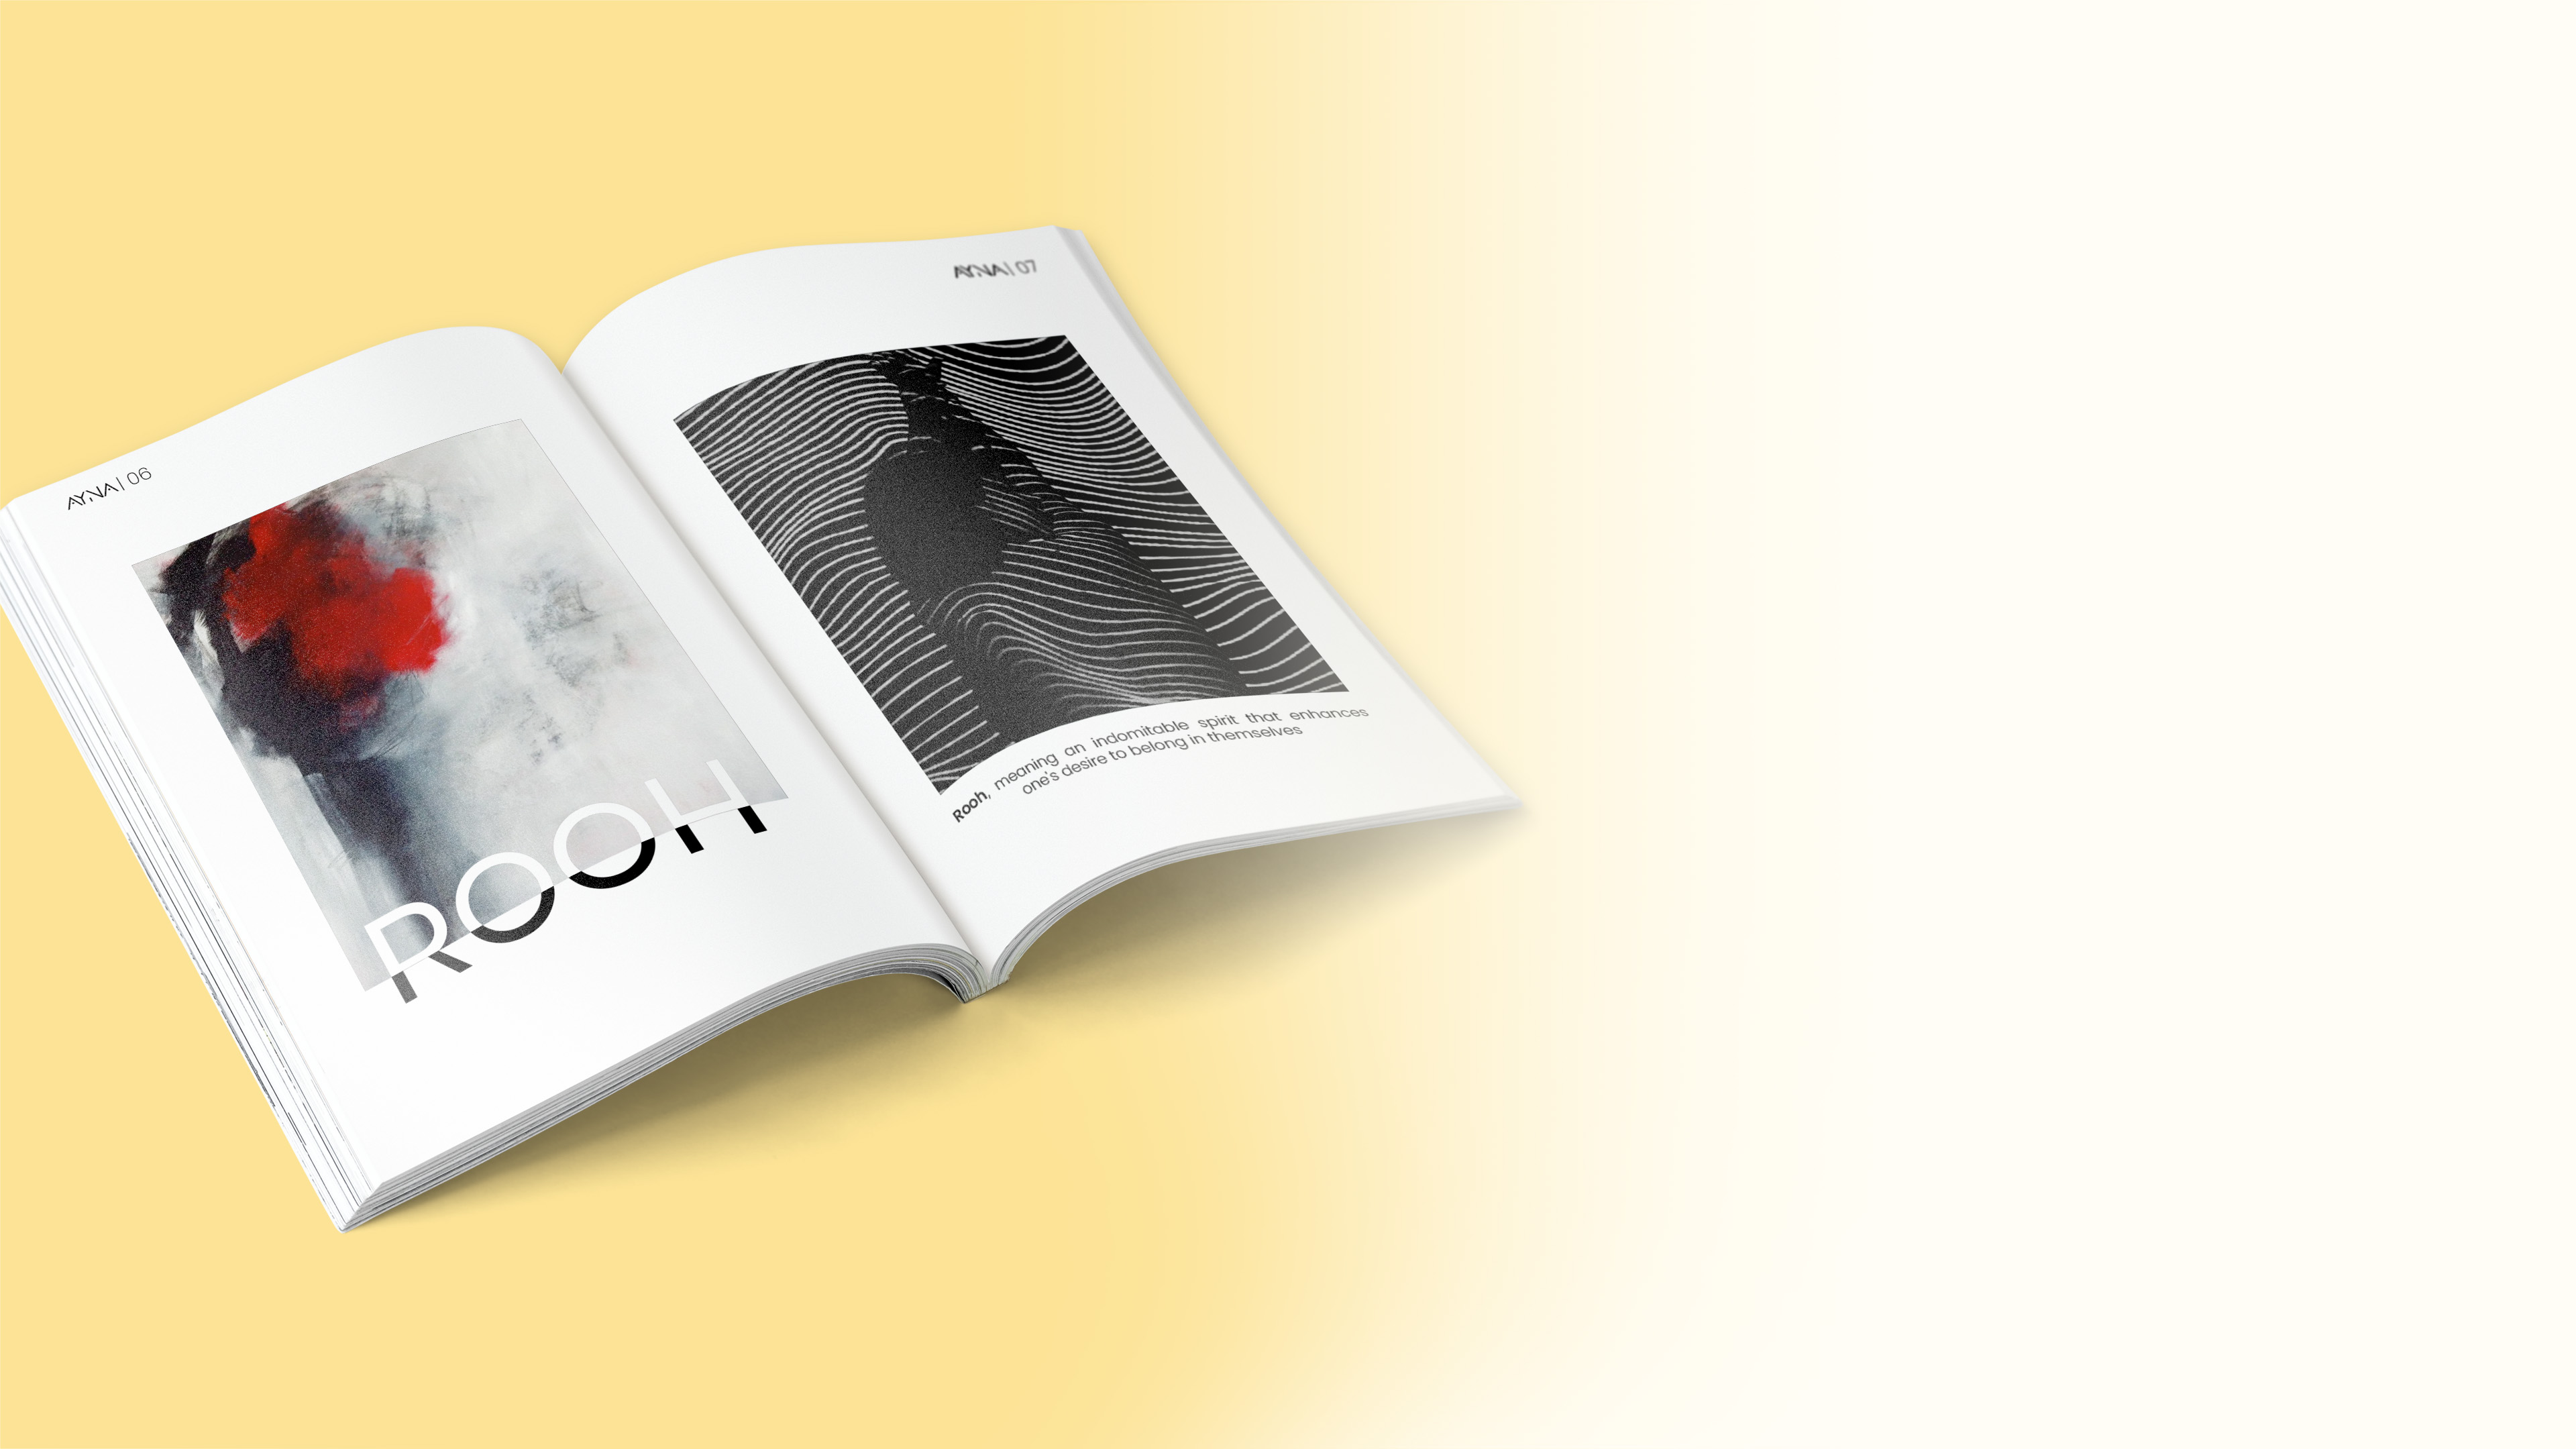 AYNA | 06
ROOH
AYNA | 07
Rooh, meaning an indomitable spirit that enhances
one's desire to belong in themselves